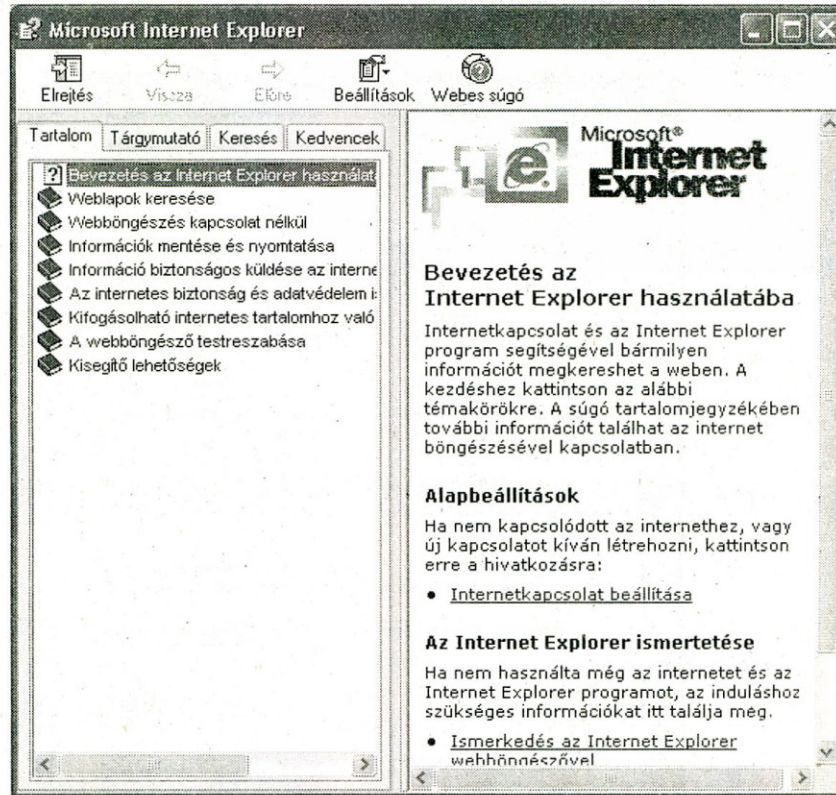 Microsoft Internet Explorer
Elrejtés Vissza Előre Beállítások Webes súgó
Tartalom Tárgymutató Keresés Kedvencek
Bevezetés az Internet Explorer használatá
Weblapok keresése
Webböngészés kapcsolat nélkül
Információk mentése és nyomtatása
Információ biztonságos küldése az interne
Az internetes biztonság és adatvédelem i
Kifogásolható internetes tartalomhoz való
A webböngésző testreszabása
Kisegítő lehetőségek
Microsoft®
Internet
Explorer
Bevezetés az
Internet Explorer használatába
Internetkapcsolat és az Internet Explorer
program segítségével bármilyen
információt megkereshet a weben. A
kezdéshez kattintson az alábbi
témakörökre. A súgó tartalomjegyzékében
további információt találhat az internet
böngészésével kapcsolatban.
Alapbeállítások
Ha nem kapcsolódott az internethez, vagy
új kapcsolatot kíván létrehozni, kattintson
erre a hivatkozásra:
• Internetkapcsolat beállítása
Az Internet Explorer ismertetése
Ha nem használta még az internetet és az
Internet Explorer programot, az induláshoz
szükséges információkat itt találja meg.
• Ismerkedés az Internet Explorer
webböngészővel